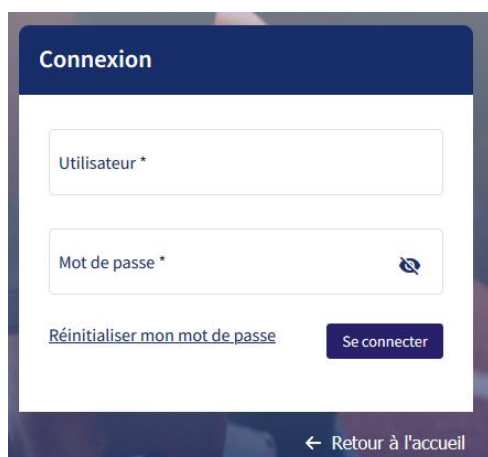 Connexion
Utilisateur *
Mot de passe *
Réinitialiser mon mot de passe
Se connecter
← Retour à l'accueil